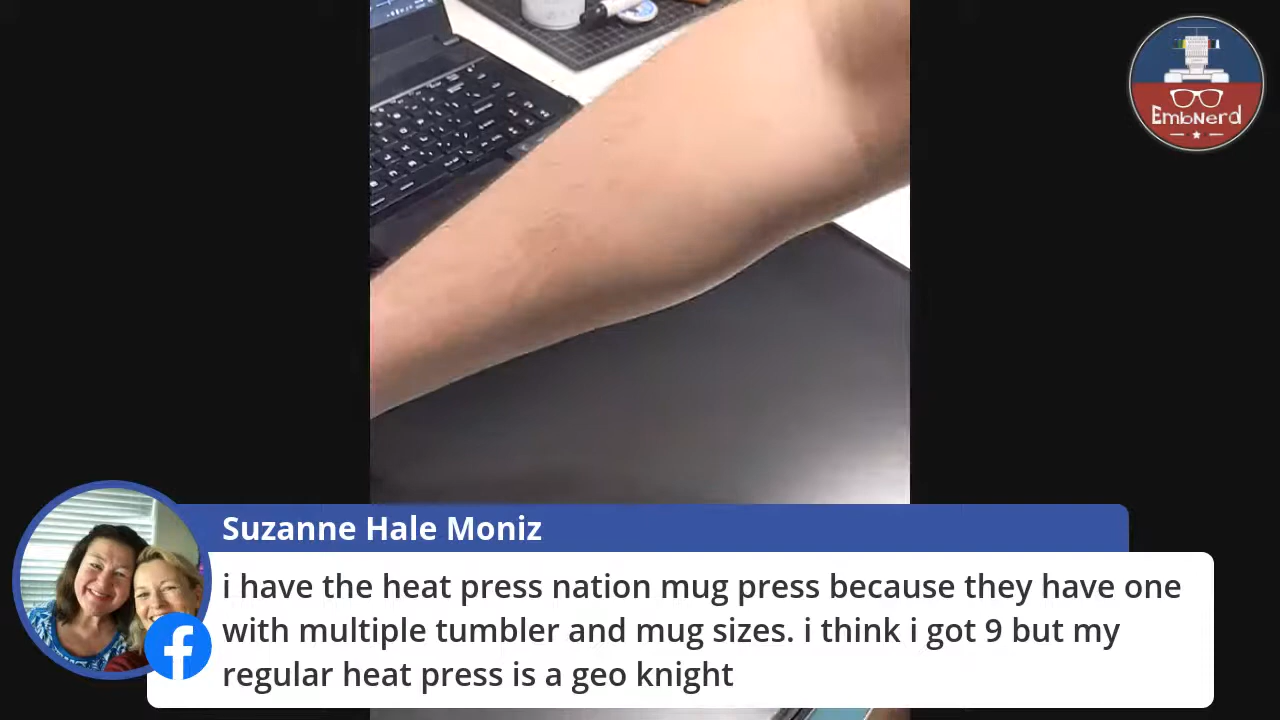 EmbNerd
Suzanne Hale Moniz
i have the heat press nation mug press because they have one
with multiple tumbler and mug sizes. i think i got 9 but my
regular heat press is a geo knight